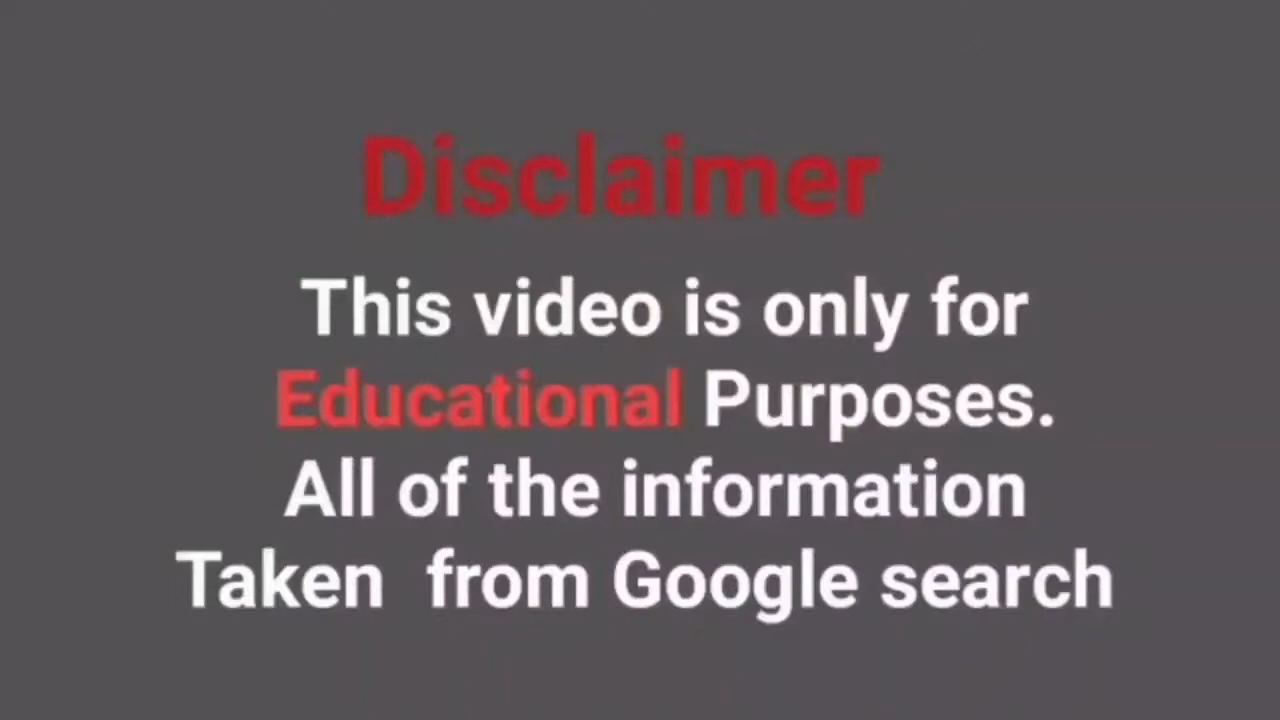 Disclaimer
This video is only for
Educational Purposes.
All of the information
Taken from Google search